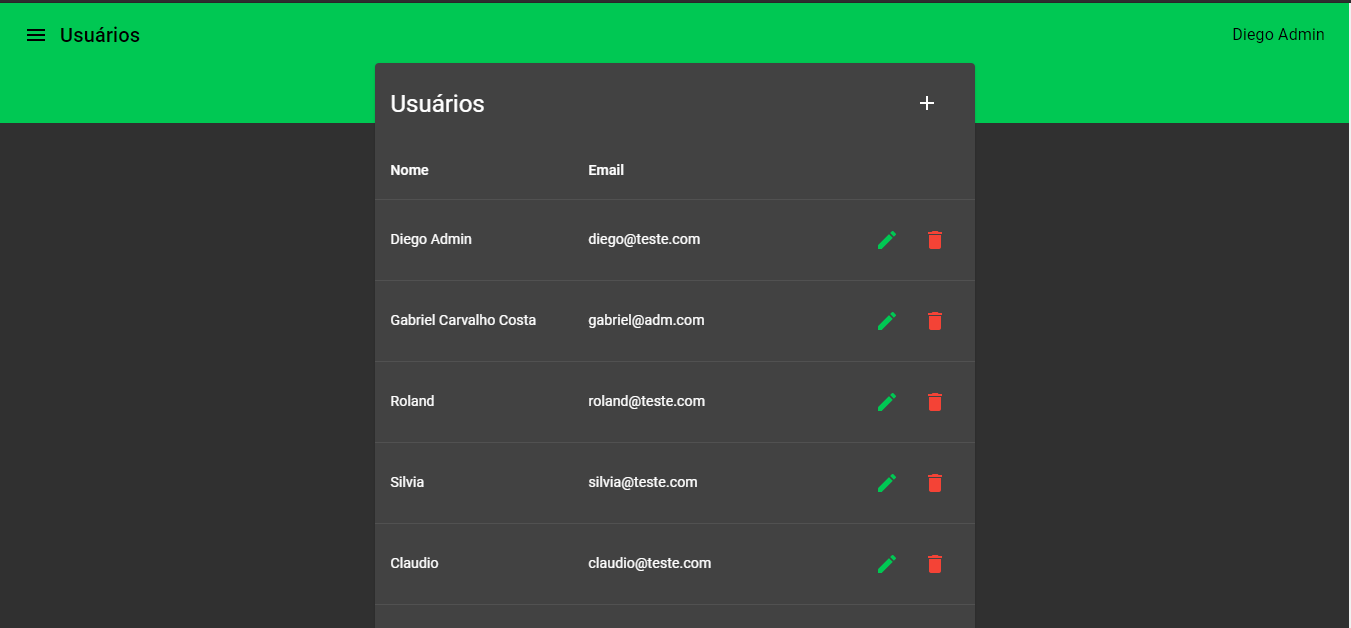 Usuários
Diego Admin
Usuários
Nome Email
Diego Admin diego@teste.com
Gabriel Carvalho Costa gabriel@adm.com
Roland roland@teste.com
Silvia silvia@teste.com
Claudio claudio@teste.com